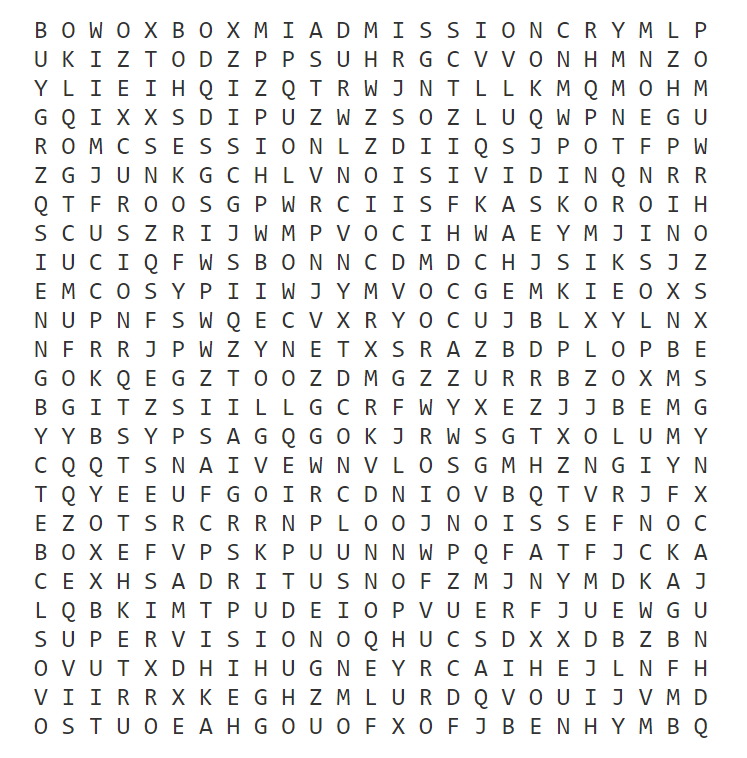 B O W O X B O X M I A D M I S S I O N C R Y M L P
U K I Z T O D Z P P S U H R G C V V O N H M N Z O
Y L I E I H Q I Z Q T R W J N T L L K M Q M O H M
G Q I X X S D I P U Z W Z S O Z L U Q W P N E G U
R O M C S E S S I O N L Z D I I Q S J P O T F P W
Z G J U N K G C H L V N O I S I V I D I N Q N R R
Q T F R O O S G P W R C I I S F K A S K O R O I H
S C U S Z R I J W M P V O C I H W A E Y M J I N O
I U C I Q F W S B O N N C D M D C H J S I K S J Z
E M C O S Y P I I W J Y M V O C G E M K I E O X S
N U P N F S W Q E C V X R Y O C U J B L X Y L N X
N F R R J P W Z Y N E T X S R A Z B D P L O P B E
G O K Q E G Z T O O Z D M G Z Z U R R B Z O X M S
B G I T Z S I I L L G C R F W Y X E Z J J B E M G
Y Y B S Y P S A G Q G O K J R W S G T X O L U M Y
C Q Q T S N A I V E W N V L O S G M H Z N G I Y N
T Q Y E E U F G O I R C D N I O V B Q T V R J F X
E Z O T S R C R R N P L O O J N O I S S E F N O C
B O X E F V P S K P U U N N W P Q F A T F J C K A
C E X H S A D R I T U S N O F Z M J N Y M D K A J
L Q B K I M T P U D E I O P V U E R F J U E W G U
S U P E R V I S I O N O Q H U C S D X X D B Z B N
O V U T X D H I H U G N E Y R C A I H E J L N F H
V I I R R X K E G H Z M L U R D Q V O U I J V M D
O S T U O E A H G O U O F X O F J B E N H Y M B Q